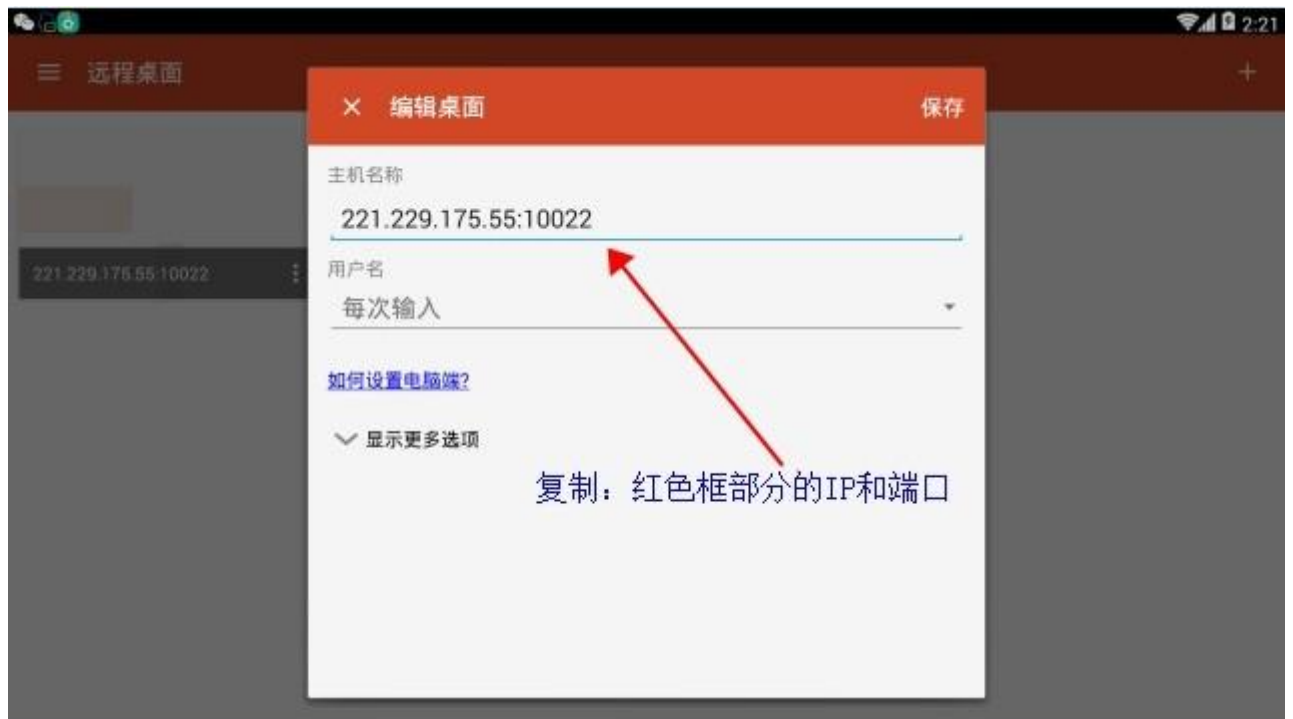 2:21
远程桌面
+
× 编辑桌面 保存
主机名称
221.229.175.55:10022
221.229.175.55:10022
用户名
每次输入
如何设置电脑端?
显示更多选项
复制：红色框部分的IP和端口